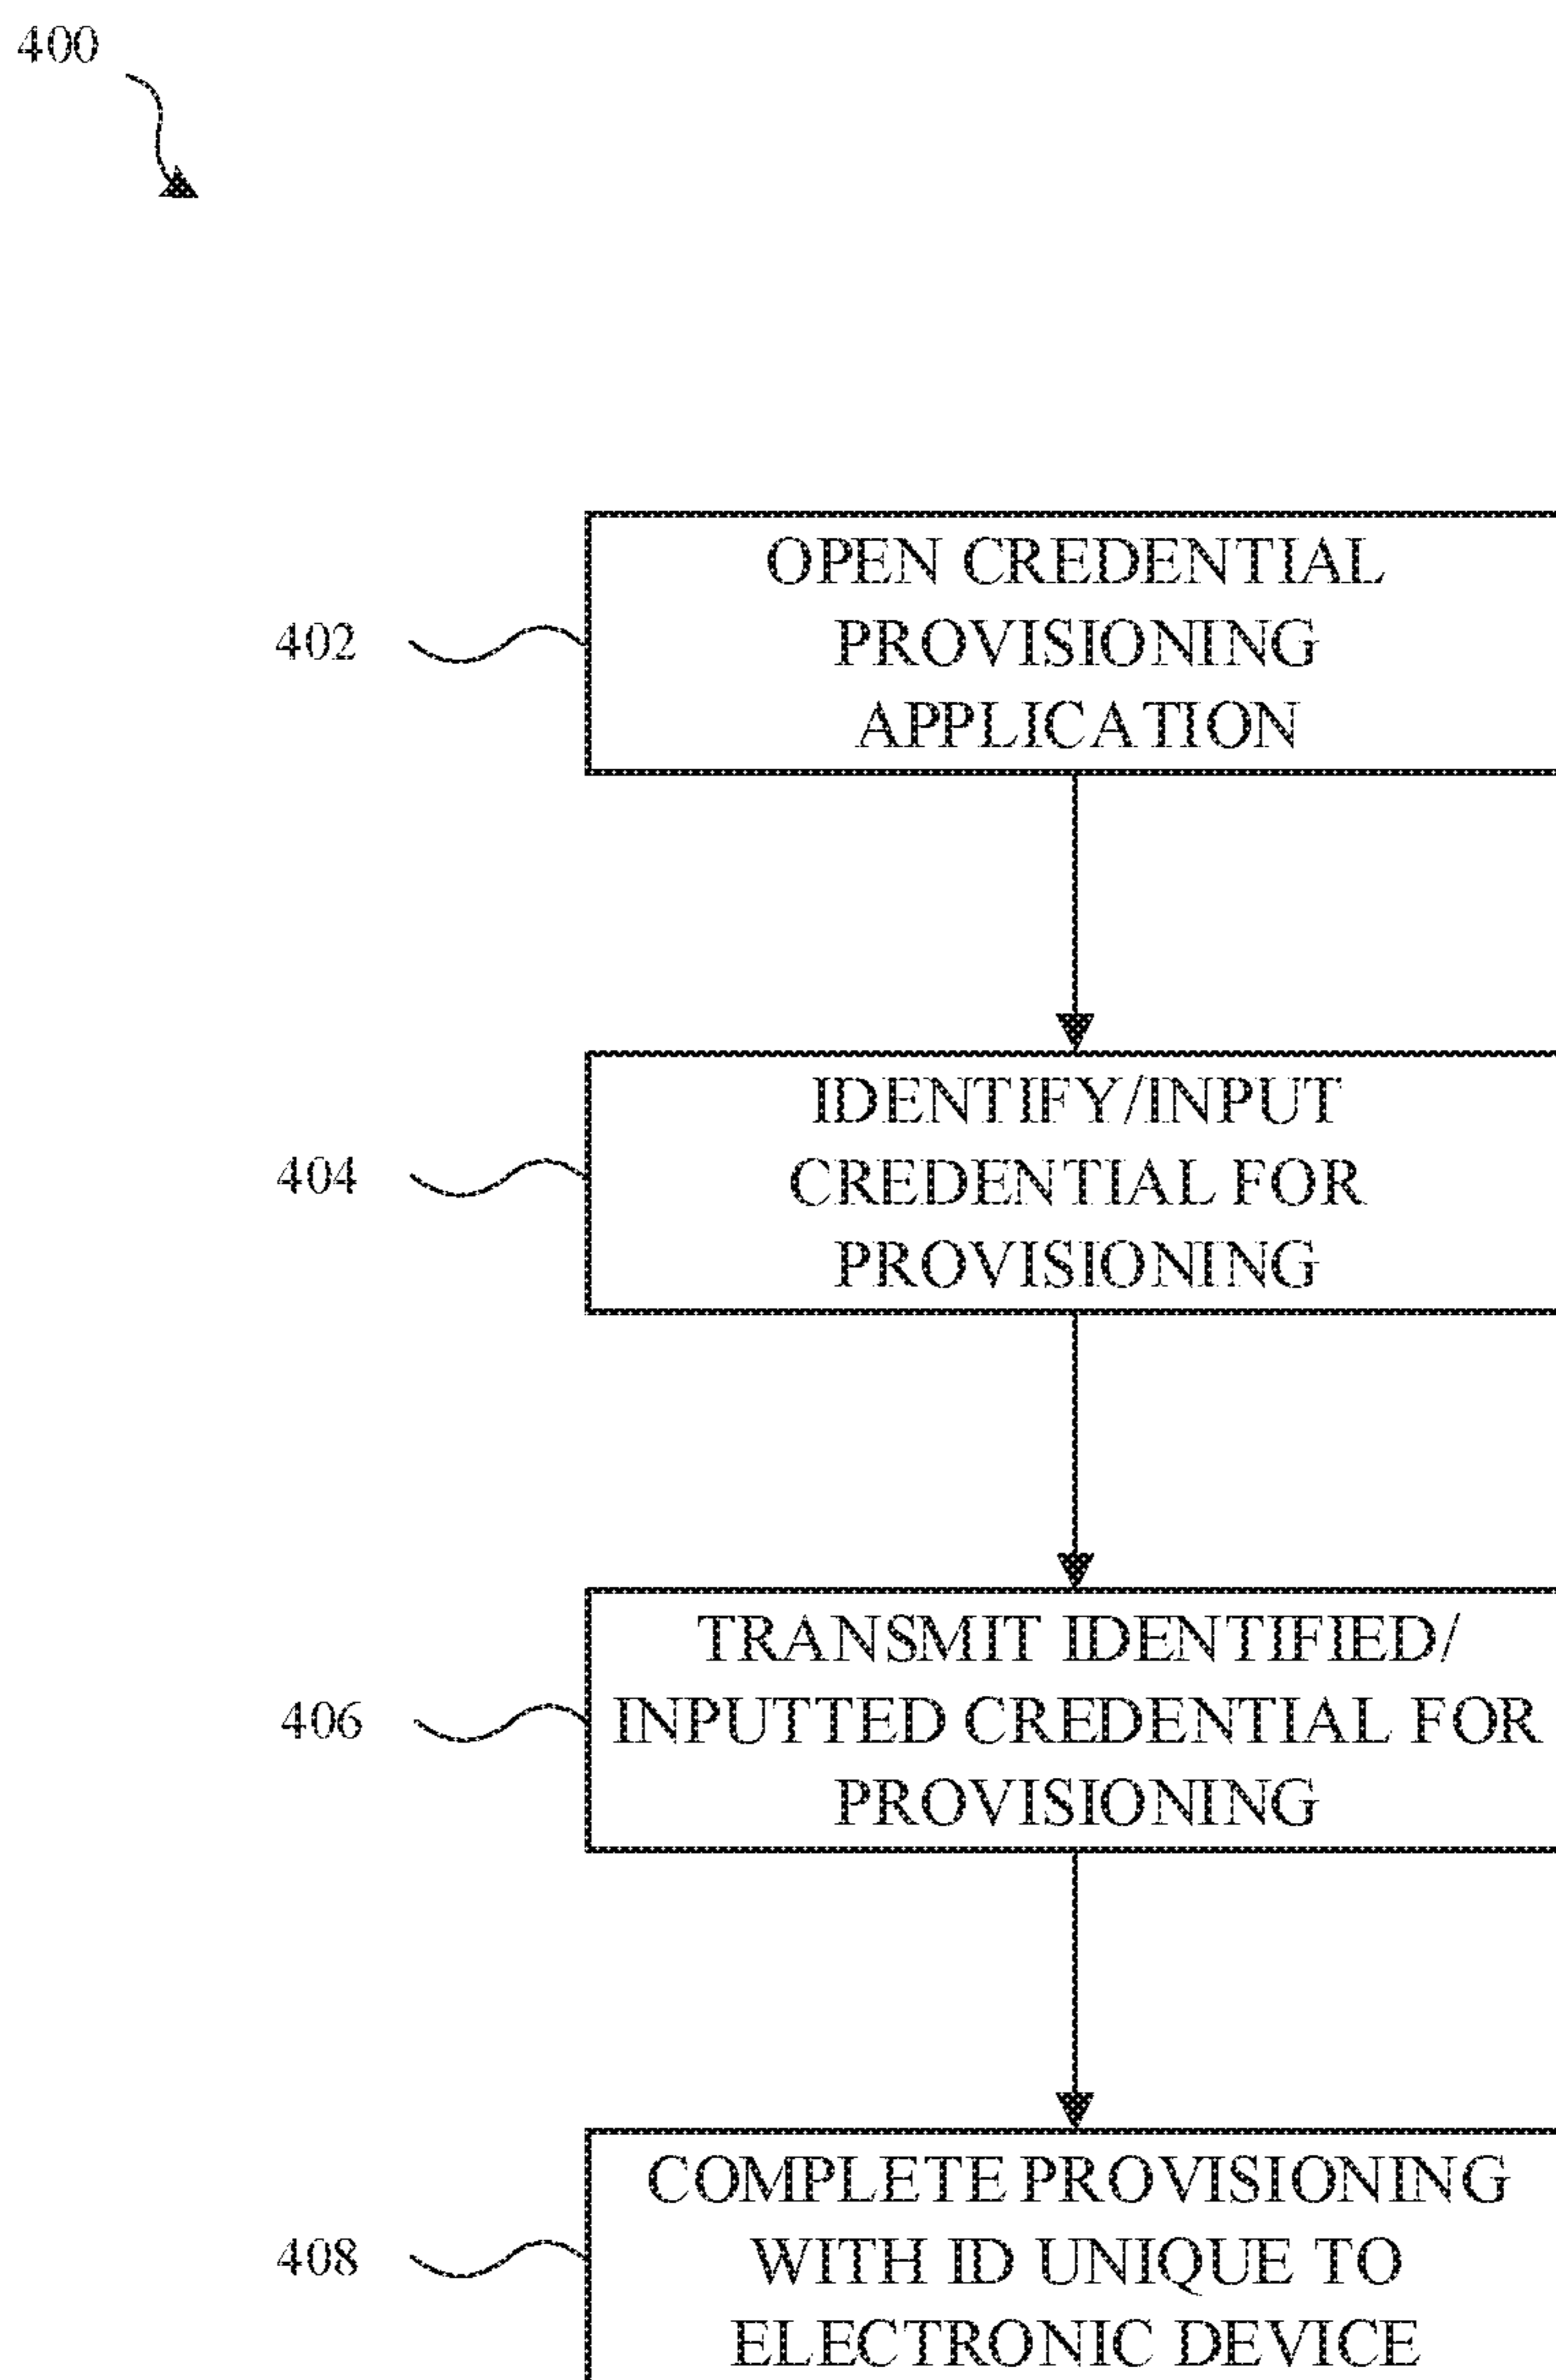 400
OPEN CREDENTIAL
PROVISIONING
APPLICATION
402
IDENTIFY/INPUT
CREDENTIAL FOR
PROVISIONING
404
TRANSMIT IDENTIFIED/
INPUTTED CREDENTIAL FOR
PROVISIONING
406
COMPLETE PROVISIONING
WITH ID UNIQUE TO
ELECTRONIC DEVICE
408